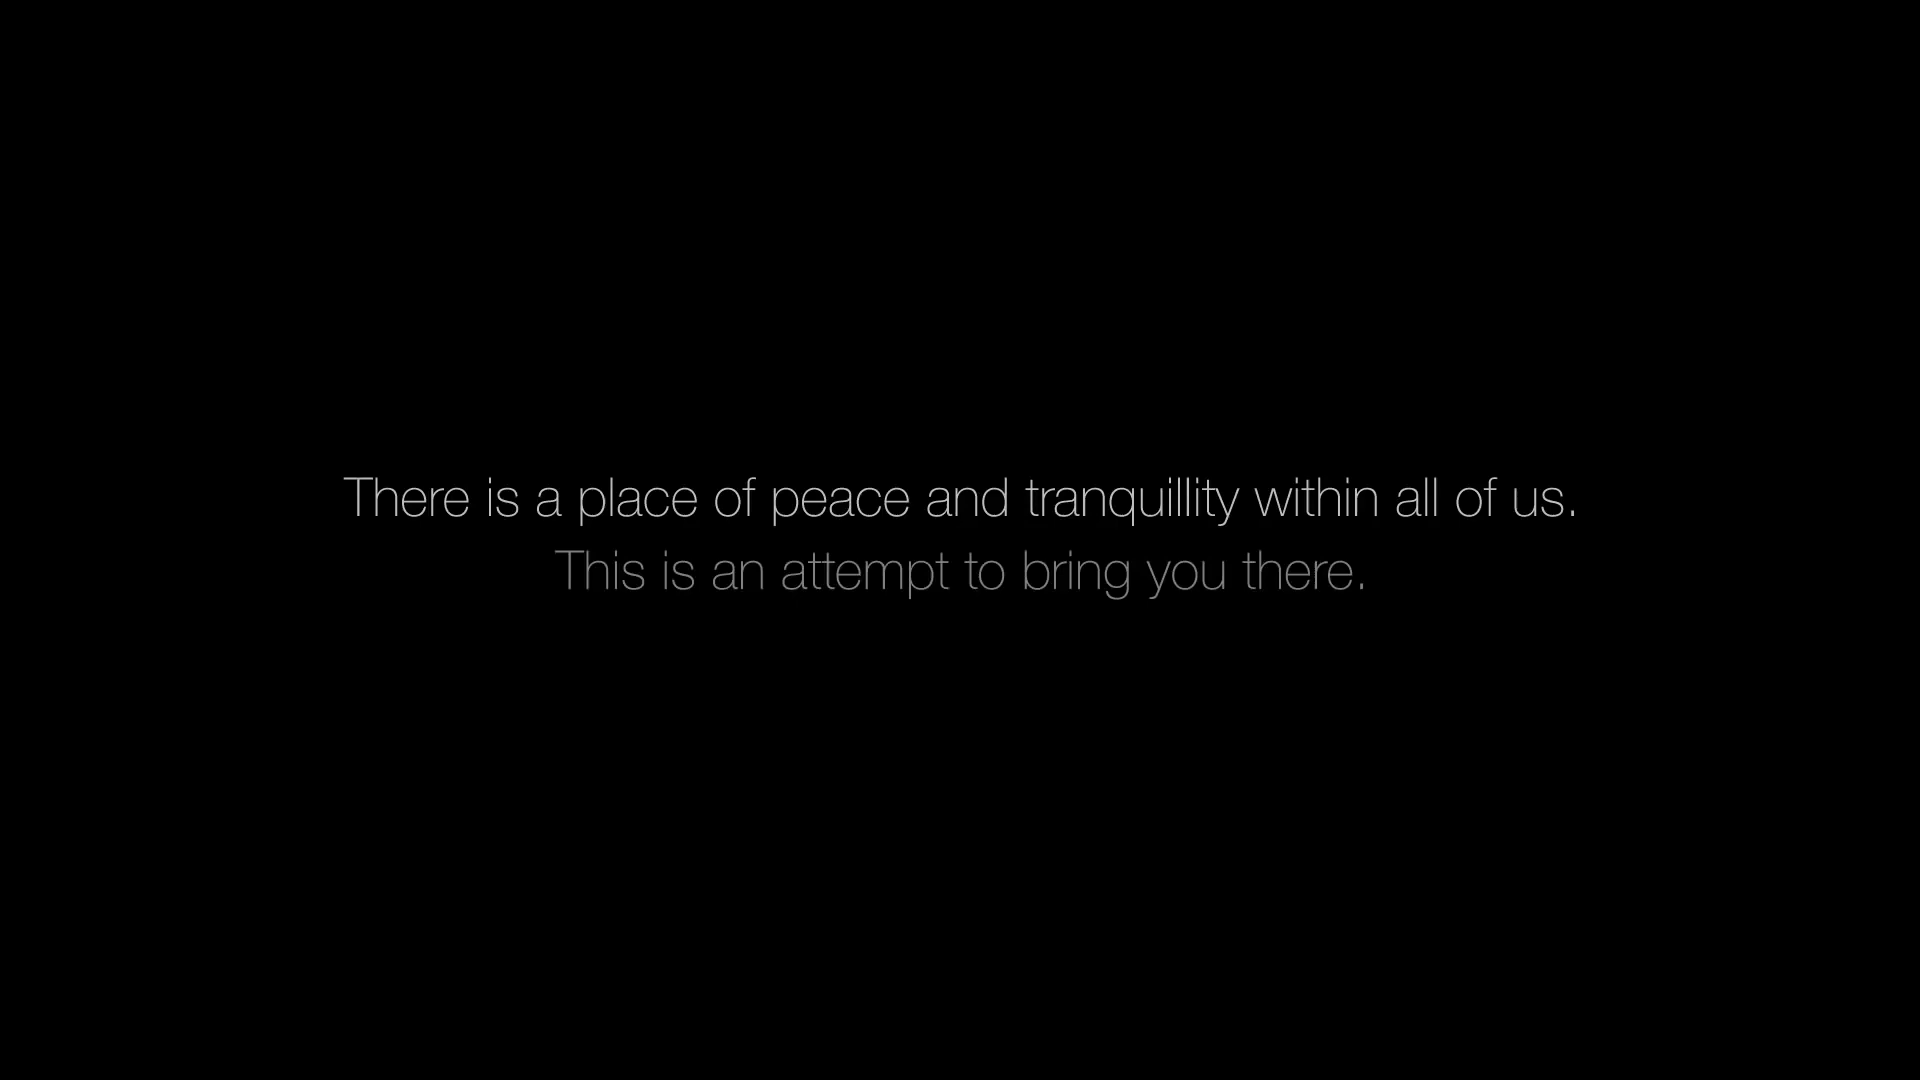 There is a place of peace and tranquillity within all of us.
This is an attempt to bring you there.